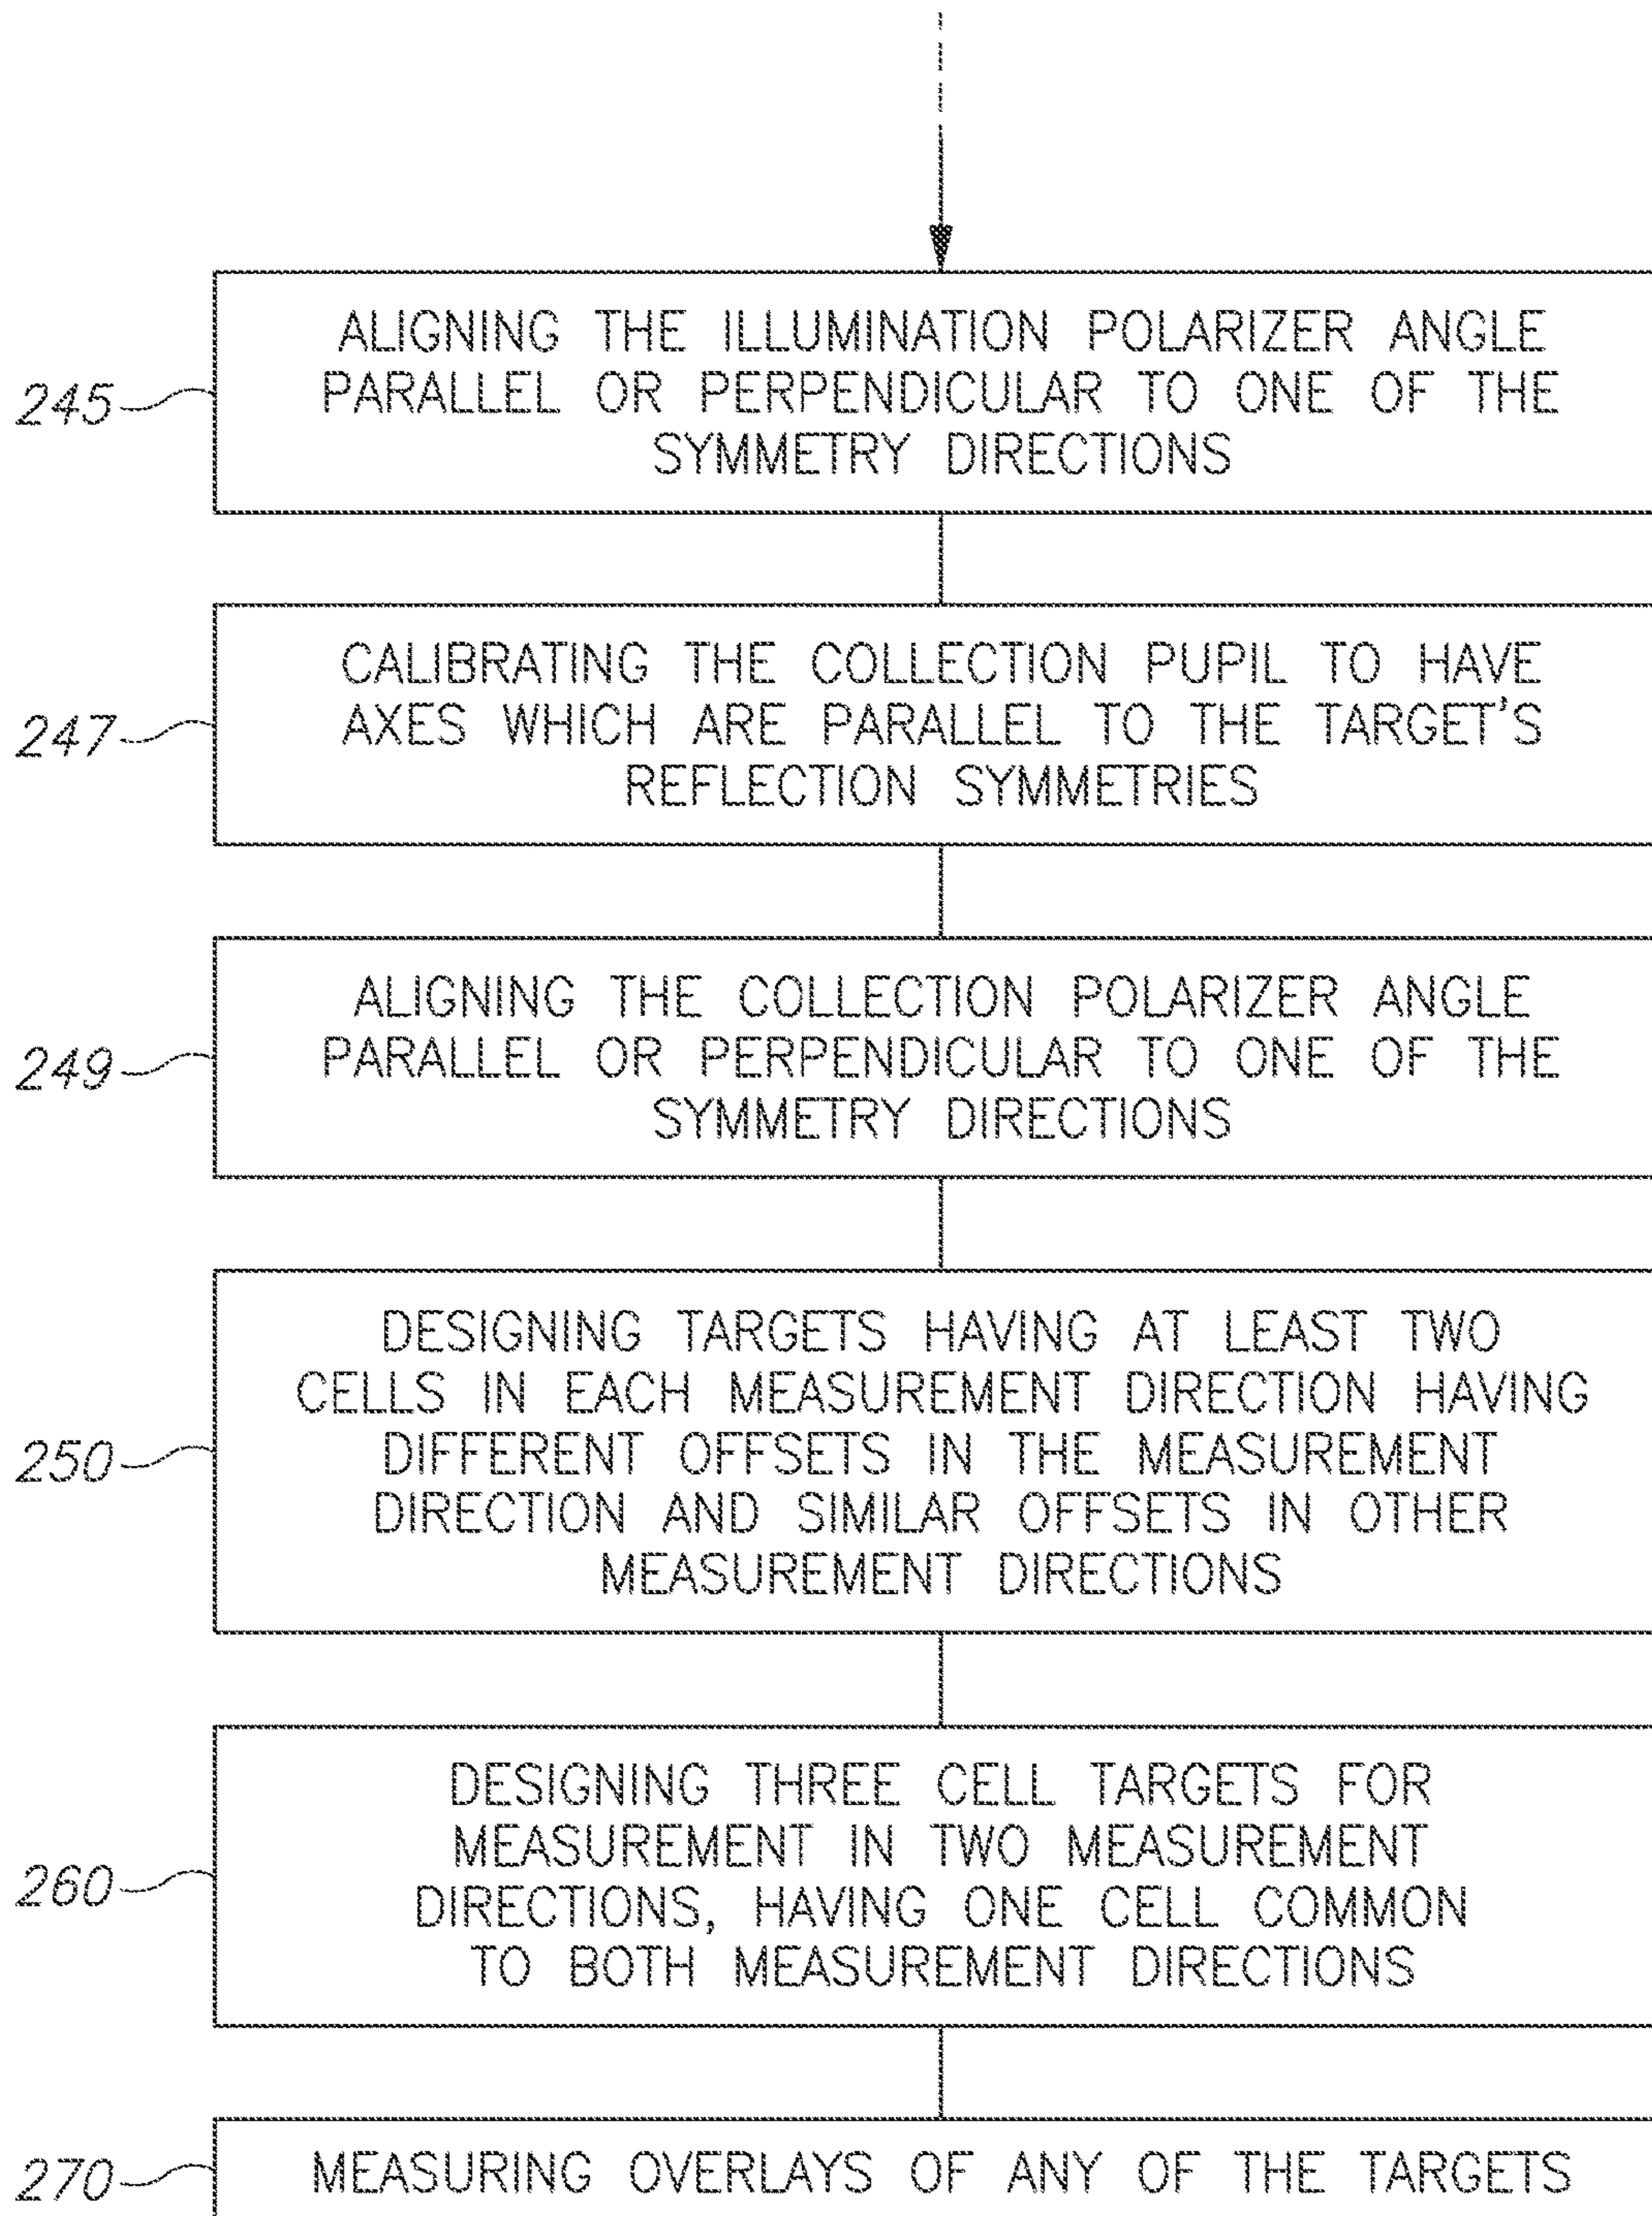 ALIGNING THE ILLUMINATION POLARIZER ANGLE
245 PARALLEL OR PERPENDICULAR TO ONE OF THE
SYMMETRY DIRECTIONS
CALIBRATING THE COLLECTION PUPIL TO HAVE
247 AXES WHICH ARE PARALLEL TO THE TARGET'S
REFLECTION SYMMETRIES
ALIGNING THE COLLECTION POLARIZER ANGLE
249 PARALLEL OR PERPENDICULAR TO ONE OF THE
SYMMETRY DIRECTIONS
DESIGNING TARGETS HAVING AT LEAST TWO
CELLS IN EACH MEASUREMENT DIRECTION HAVING
250 DIFFERENT OFFSETS IN THE MEASUREMENT
DIRECTION AND SIMILAR OFFSETS IN OTHER
MEASUREMENT DIRECTIONS
DESIGNING THREE CELL TARGETS FOR
MEASUREMENT IN TWO MEASUREMENT
260 DIRECTIONS, HAVING ONE CELL COMMON
TO BOTH MEASUREMENT DIRECTIONS
270 MEASURING OVERLAYS OF ANY OF THE TARGETS